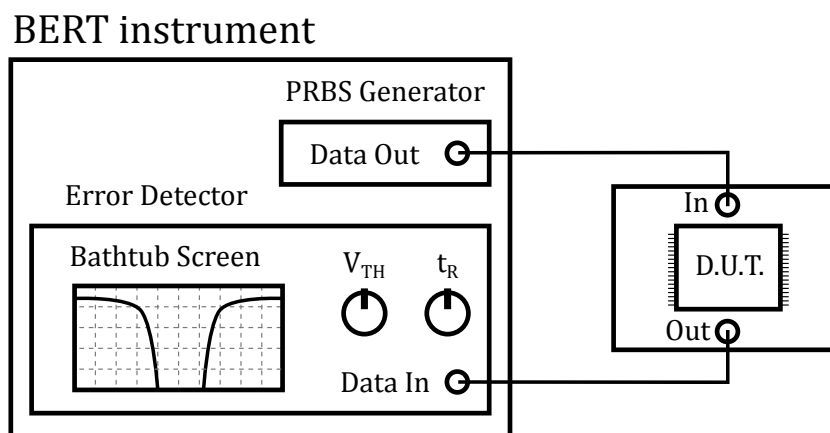 BERT instrument
PRBS Generator
Data Out
Error Detector
Bathtub Screen
V_TH
t_R
Data In
In
D.U.T.
Out